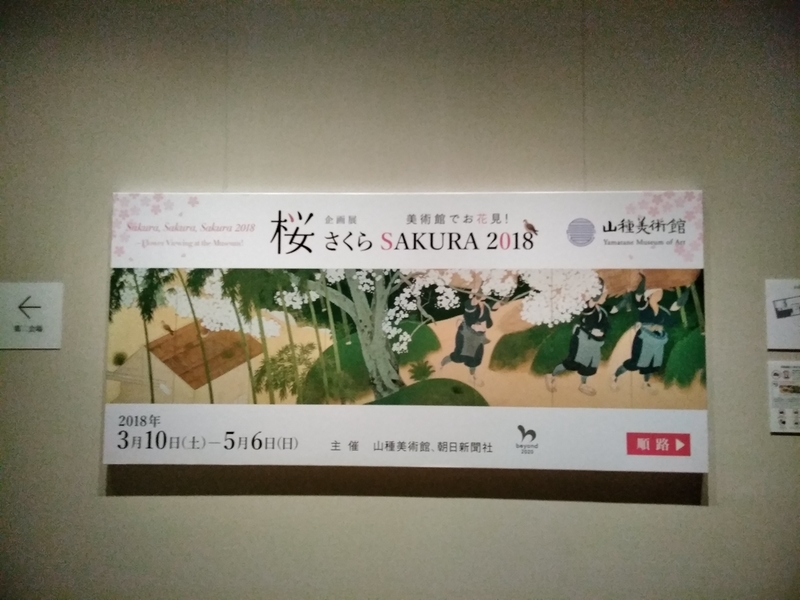 Sakura, Sakura, Sakura 2018
—Flower Viewing at the Museum!
企画展
美術館でお花見!
桜 さくら SAKURA 2018
山種美術館
Yamatane Museum of Art
2018年
3月10日(土)—5月6日(日)
主催 山種美術館、朝日新聞社
beyond
2020
順路